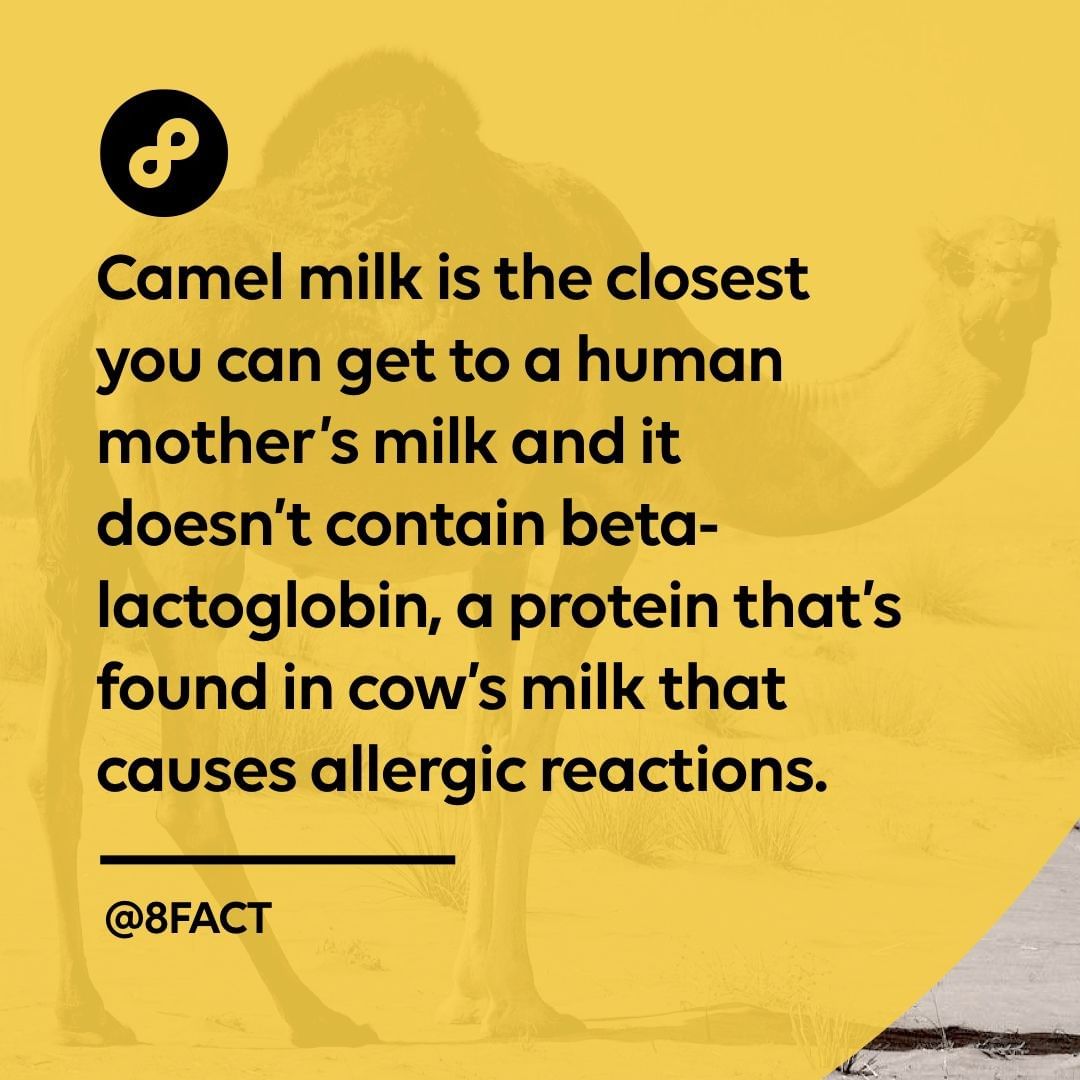 Camel milk is the closest
you can get to a human
mother's milk and it
doesn't contain beta-
lactoglobin, a protein that's
found in cow's milk that
causes allergic reactions.
@8FACT